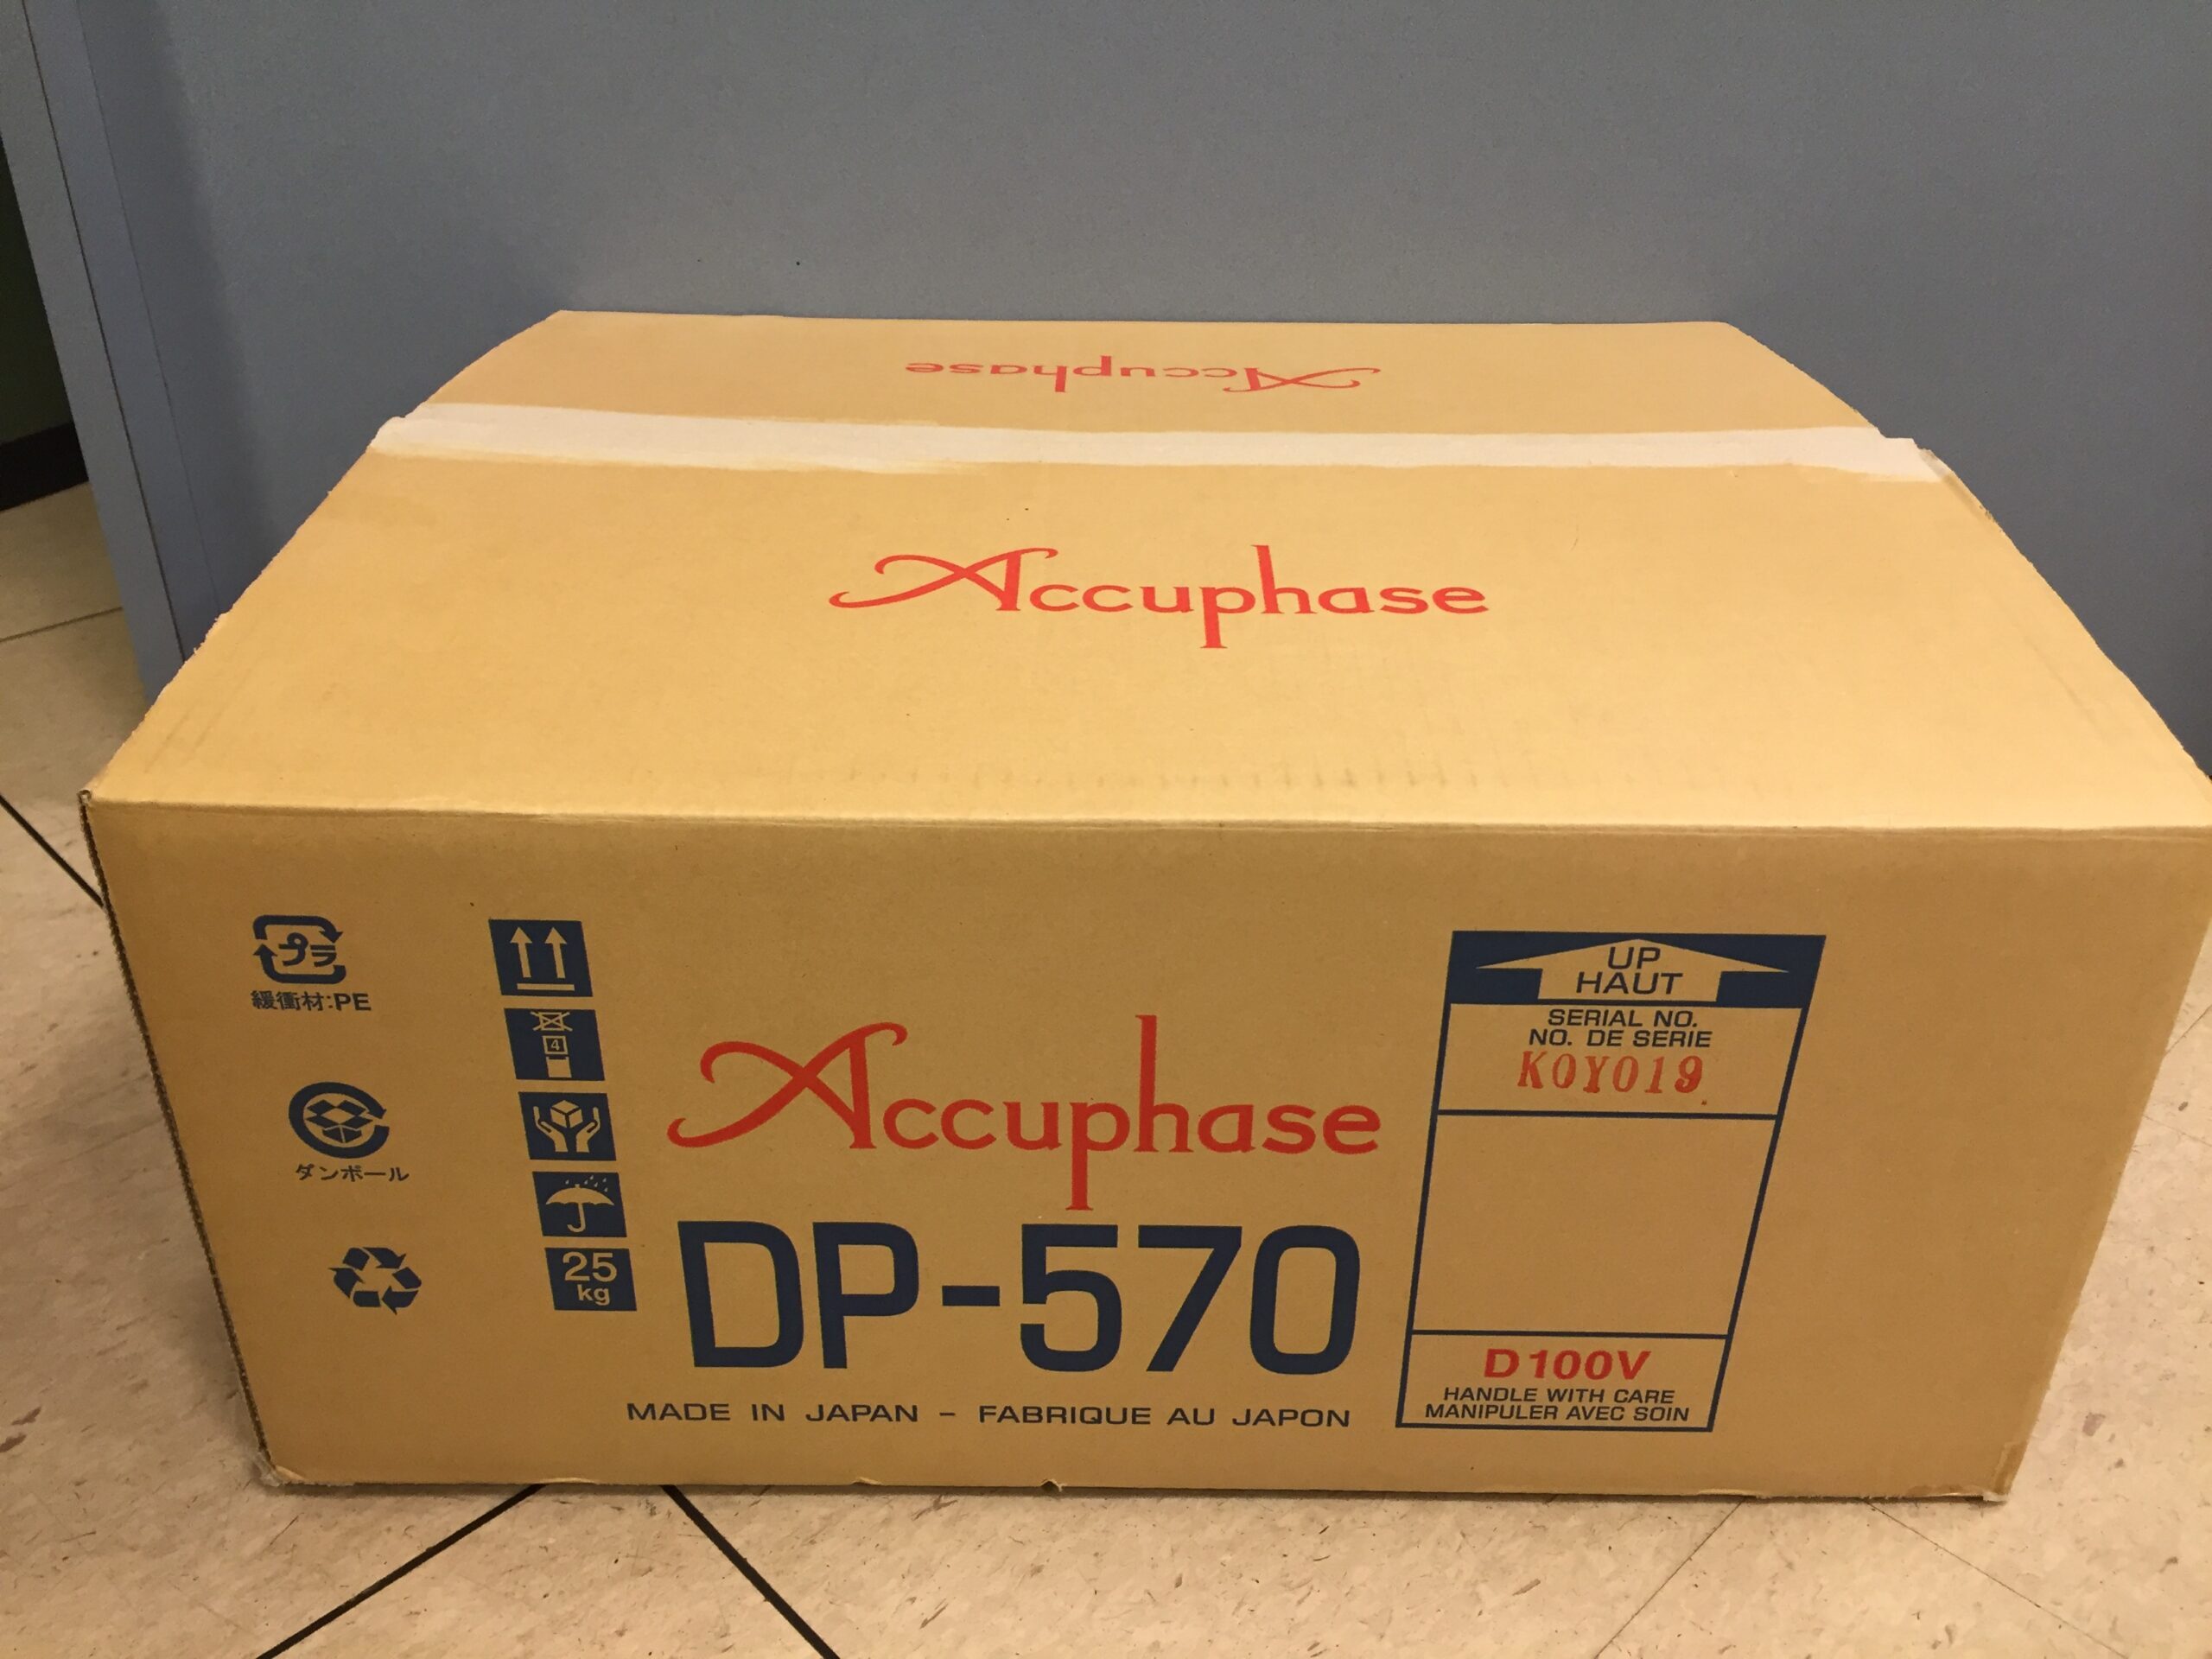 Accuphase
Accuphase
プラ
緩衝材:PE
ダンボール
4
25
kg
Accuphase
DP-570
MADE IN JAPAN - FABRIQUE AU JAPON
UP
HAUT
SERIAL NO.
NO. DE SERIE
K0Y019
D100V
HANDLE WITH CARE
MANIPULER AVEC SOIN